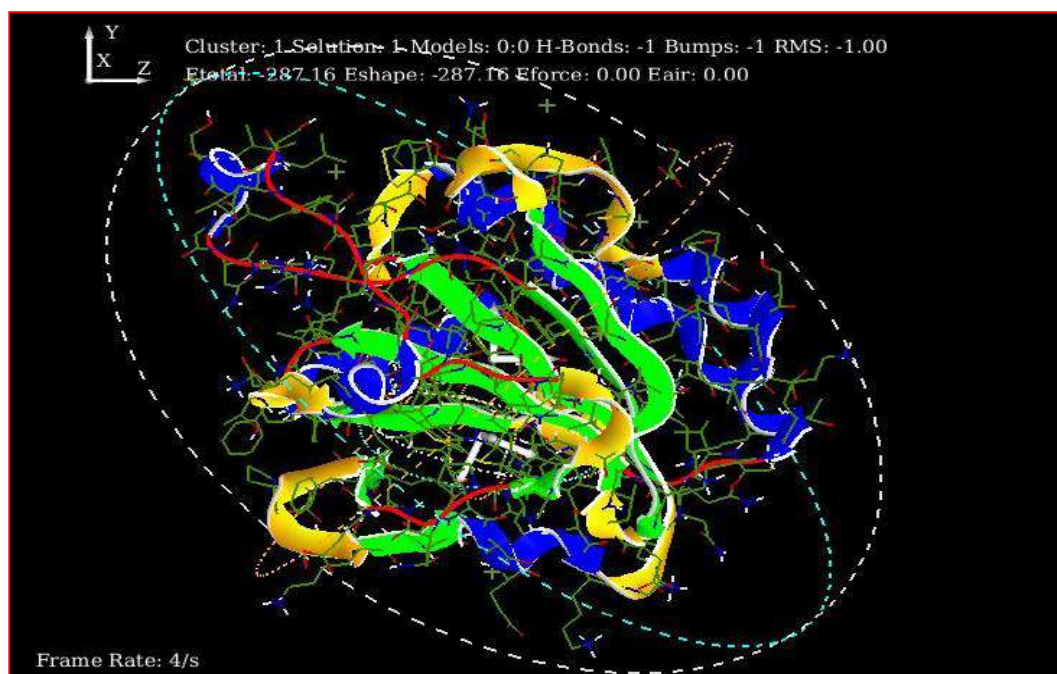 Y
X Z
Cluster: 1 Solution: 1 Models: 0:0 H-Bonds: -1 Bumps: -1 RMS: -1.00
Etotal: -287.16 Eshape: -287.16 Eforce: 0.00 Eair: 0.00
Frame Rate: 4/s